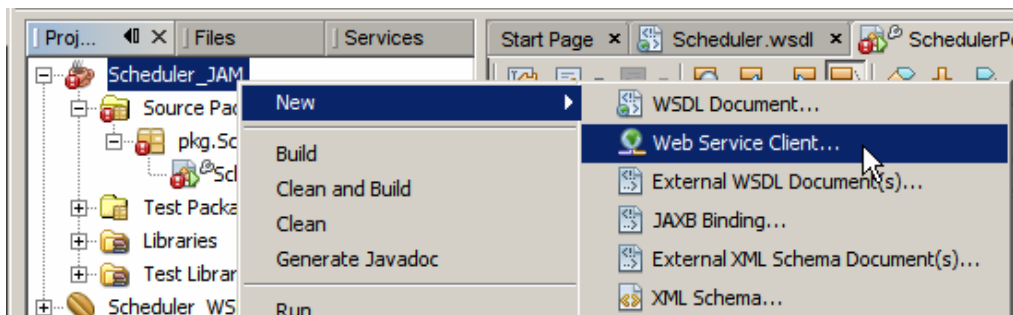 Proj... Files Services
Start Page Scheduler.wsdl SchedulerP
Scheduler_JAM
Source Pac
pkg.Sc
Scl
Test Packa
Libraries
Test Librar
Scheduler_WS
New
Build
Clean and Build
Clean
Generate Javadoc
Run
WSDL Document...
Web Service Client...
External WSDL Document(s)...
JAXB Binding...
External XML Schema Document(s)...
XML Schema...